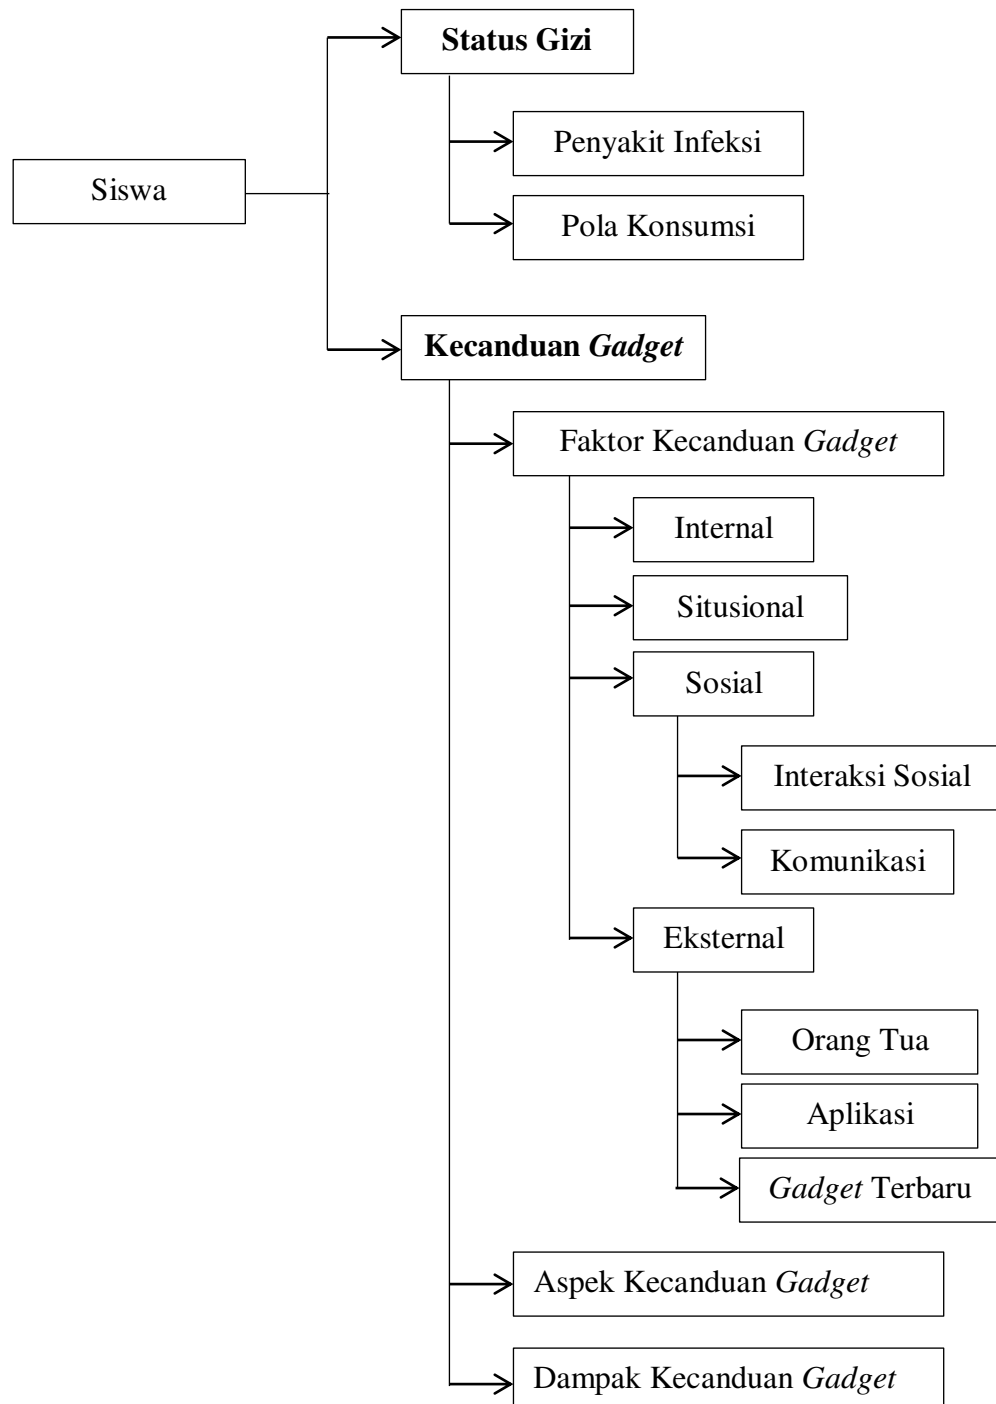 Status Gizi
Penyakit Infeksi
Siswa
Pola Konsumsi
Kecanduan Gadget
Faktor Kecanduan Gadget
Internal
Situsional
Sosial
Interaksi Sosial
Komunikasi
Eksternal
Orang Tua
Aplikasi
Gadget Terbaru
Aspek Kecanduan Gadget
Dampak Kecanduan Gadget